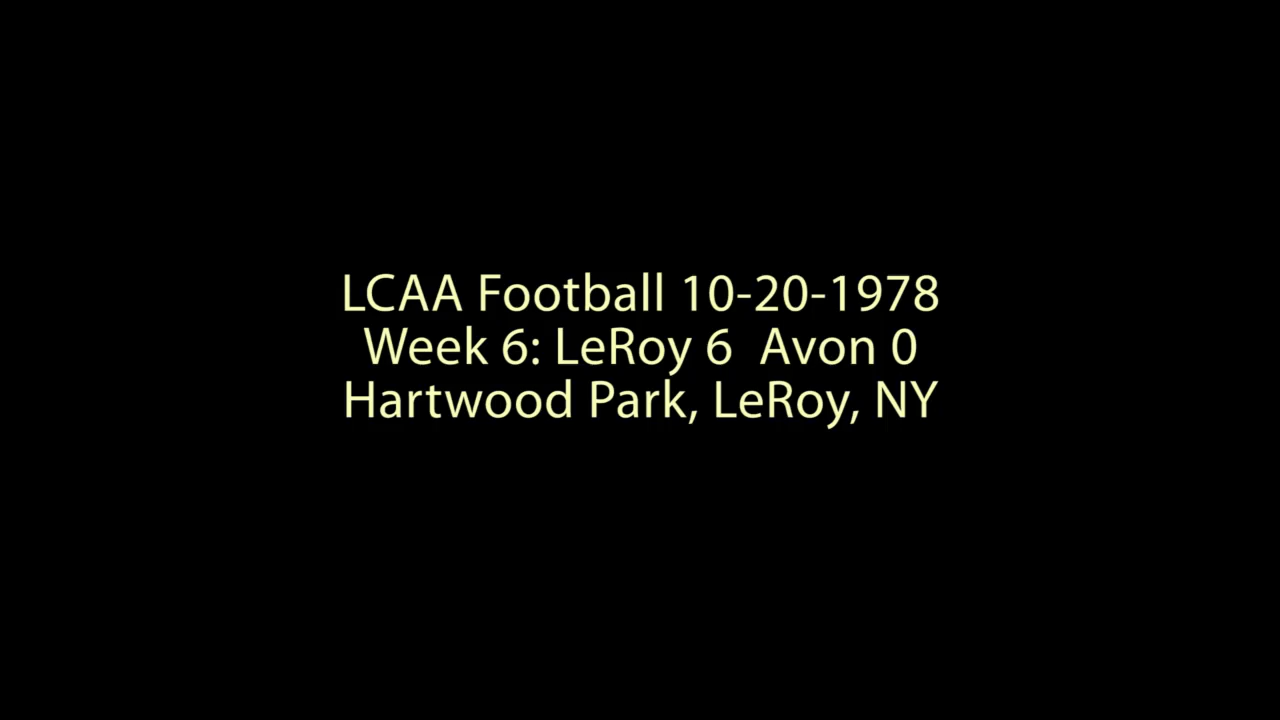 LCAA Football 10-20-1978
Week 6: LeRoy 6  Avon 0
Hartwood Park, LeRoy, NY